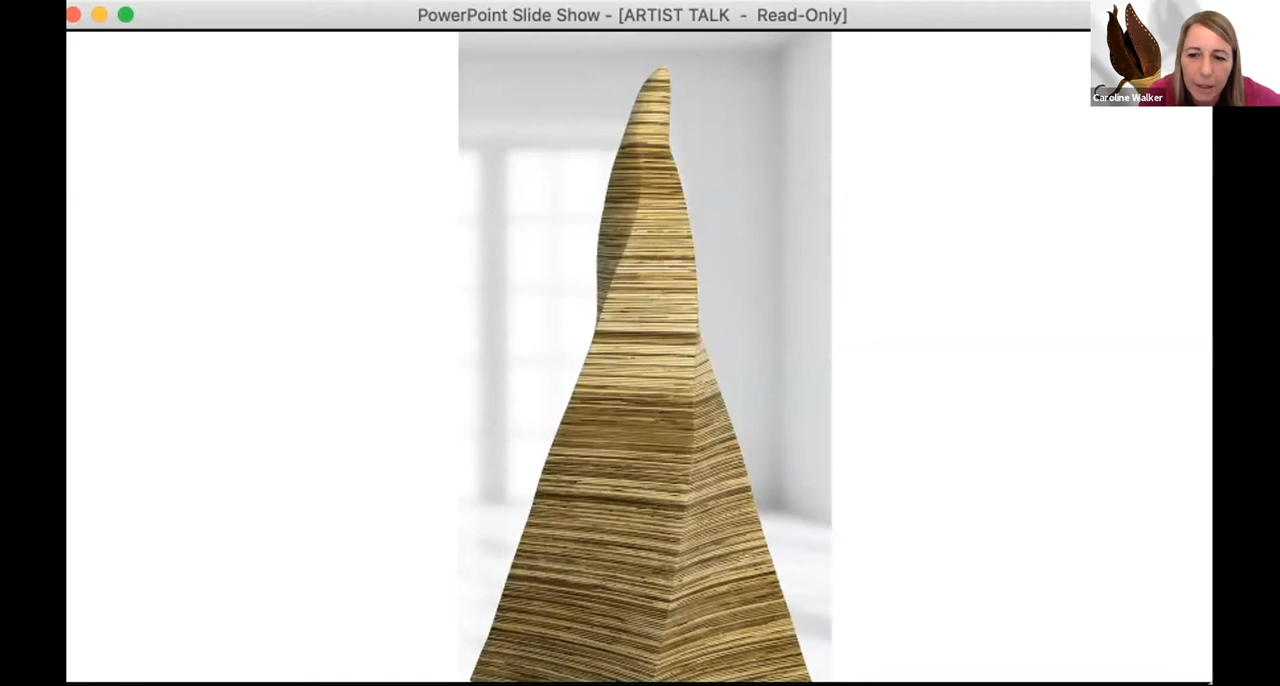 PowerPoint Slide Show - [ARTIST TALK - Read-Only]
Caroline Walker